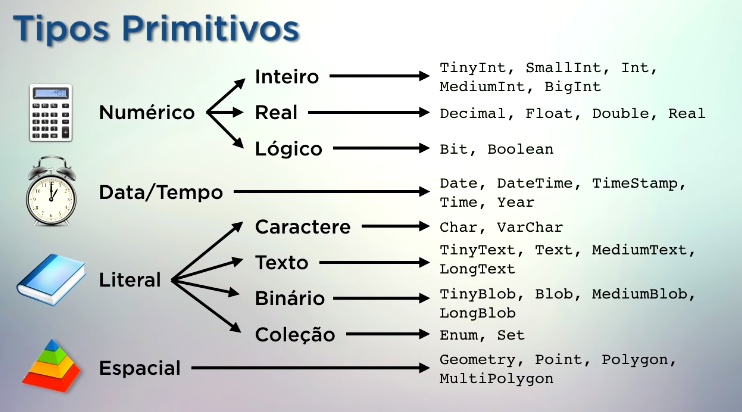 Tipos Primitivos
Numérico
Inteiro
TinyInt, SmallInt, Int,
MediumInt, BigInt
Real
Decimal, Float, Double, Real
Lógico
Bit, Boolean
Data/Tempo
Date, DateTime, TimeStamp,
Time, Year
Literal
Caractere
Char, VarChar
Texto
TinyText, Text, MediumText,
LongText
Binário
TinyBlob, Blob, MediumBlob,
LongBlob
Coleção
Enum, Set
Espacial
Geometry, Point, Polygon,
MultiPolygon